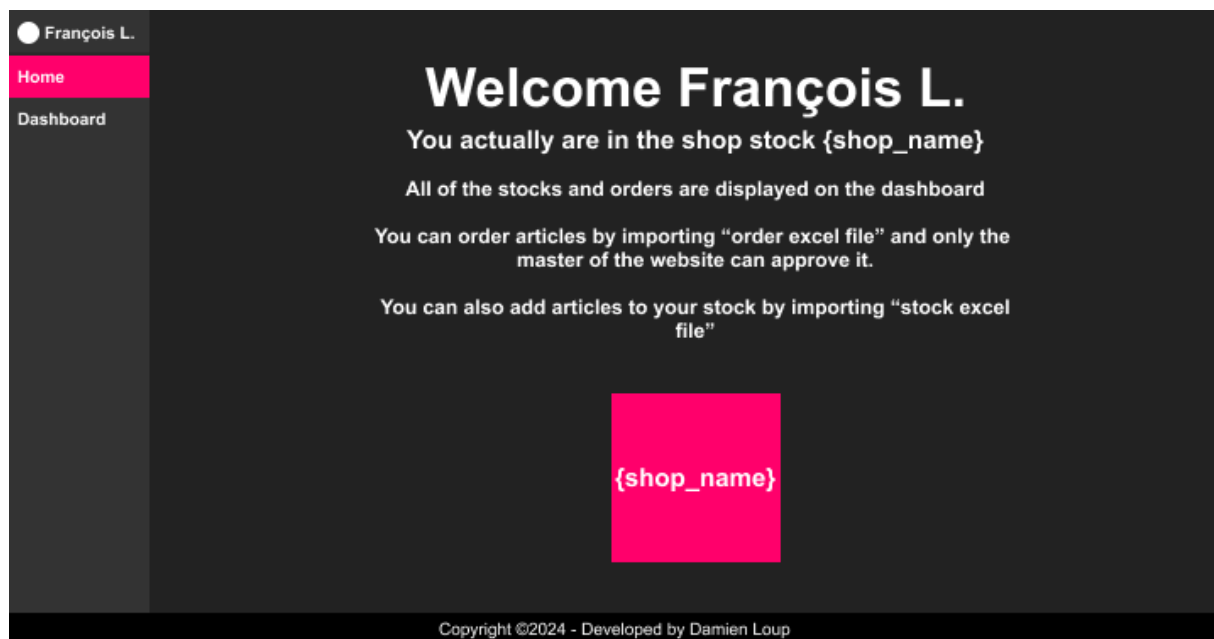 François L.
Home
Dashboard
Welcome François L.
You actually are in the shop stock {shop_name}
All of the stocks and orders are displayed on the dashboard
You can order articles by importing “order excel file” and only the
master of the website can approve it.
You can also add articles to your stock by importing “stock excel
file”
{shop_name}
Copyright ©2024 - Developed by Damien Loup